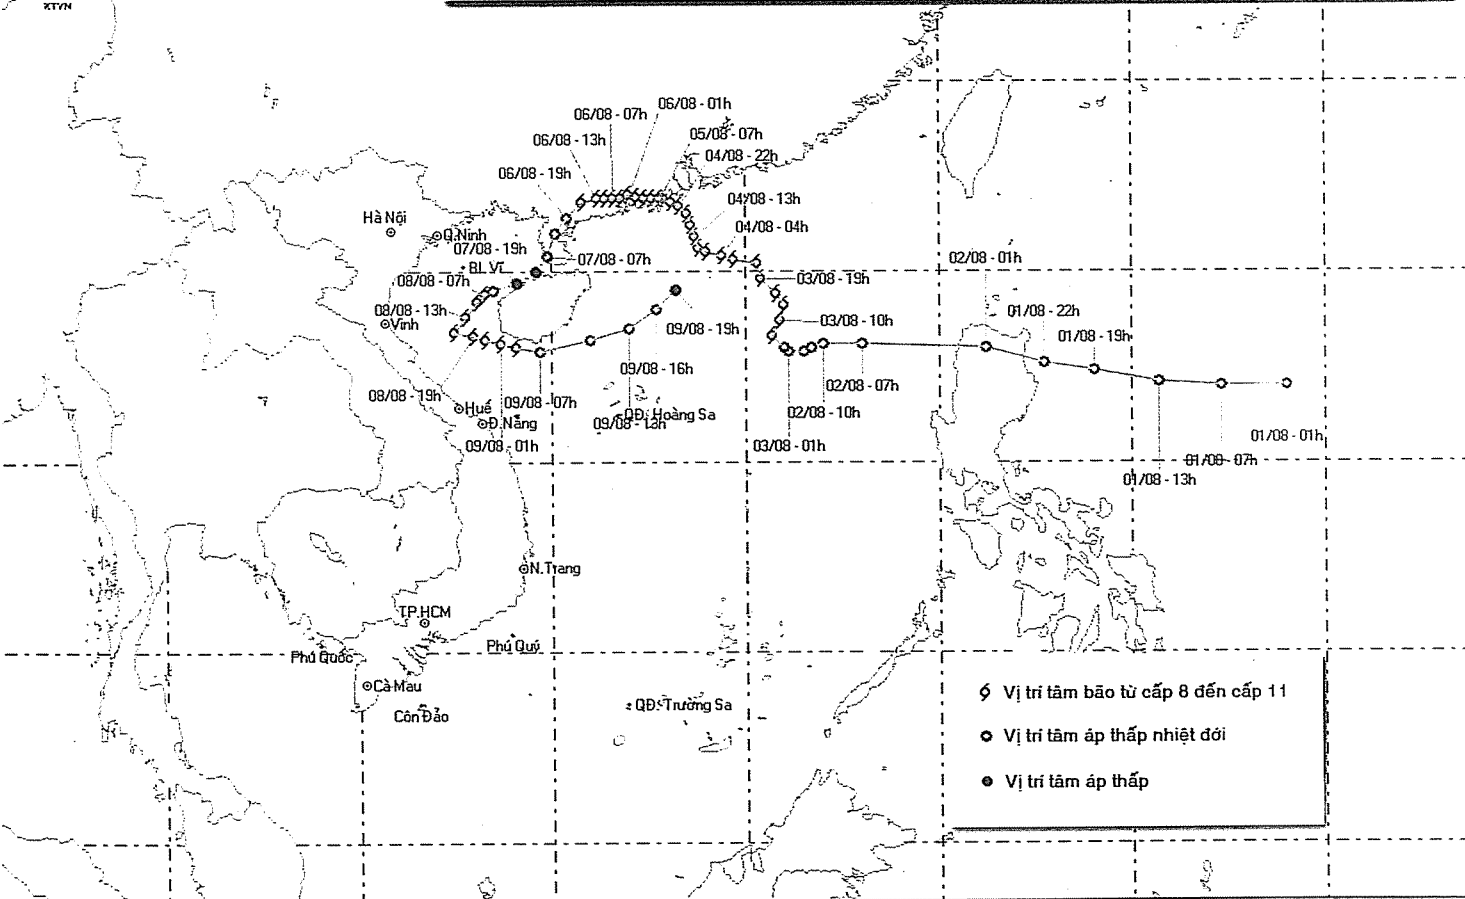 KTVN
06/08 - 01h
06/08 - 07h
05/08 - 07h
06/08 - 13h
04/08 - 22h
06/08 - 19h
04/08 - 13h
Hà Nội
04/08 - 04h
Q.Ninh
07/08 - 19h
07/08 - 07h
02/08 - 01h
BL Vĩ
08/08 - 07h
03/08 - 19h
08/08 - 13h
01/08 - 22h
Vinh
03/08 - 10h
09/08 - 19h
01/08 - 19h
09/08 - 16h
02/08 - 07h
08/08 - 19h
09/08 - 07h
Huế
02/08 - 10h
QĐ. Hoàng Sa
Đ.Nẵng
09/08 - 13h
01/08 - 01h
09/08 - 01h
03/08 - 01h
01/08 - 07h
01/08 - 13h
N.Trang
TP.HCM
Phú Quý
Phú Quốc
Cà Mau
Vị trí tâm bão từ cấp 8 đến cấp 11
QĐ. Trường Sa
Côn Đảo
Vị trí tâm áp thấp nhiệt đới
Vị trí tâm áp thấp